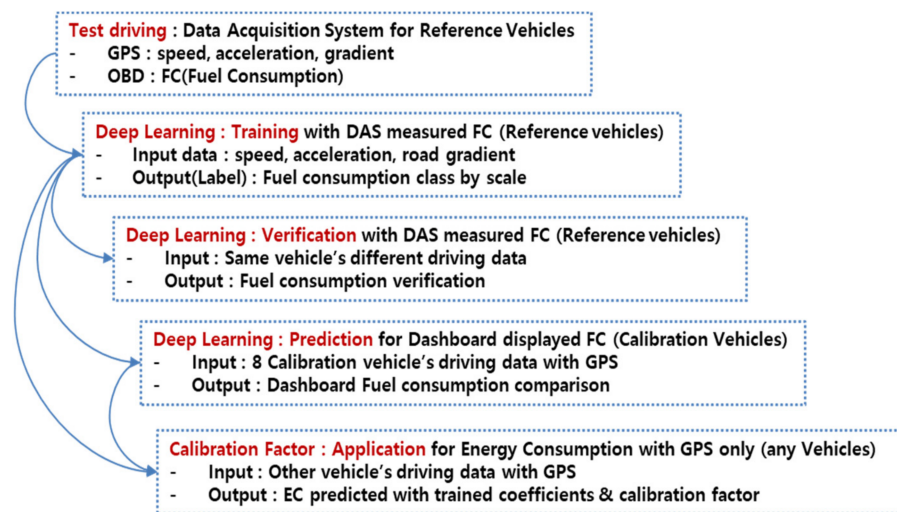 Test driving : Data Acquisition System for Reference Vehicles
- GPS : speed, acceleration, gradient
- OBD : FC(Fuel Consumption)
Deep Learning : Training with DAS measured FC (Reference vehicles)
- Input data : speed, acceleration, road gradient
- Output(Label) : Fuel consumption class by scale
Deep Learning : Verification with DAS measured FC (Reference vehicles)
- Input : Same vehicle's different driving data
- Output : Fuel consumption verification
Deep Learning : Prediction for Dashboard displayed FC (Calibration Vehicles)
- Input : 8 Calibration vehicle's driving data with GPS
- Output : Dashboard Fuel consumption comparison
Calibration Factor : Application for Energy Consumption with GPS only (any Vehicles)
- Input : Other vehicle's driving data with GPS
- Output : EC predicted with trained coefficients & calibration factor